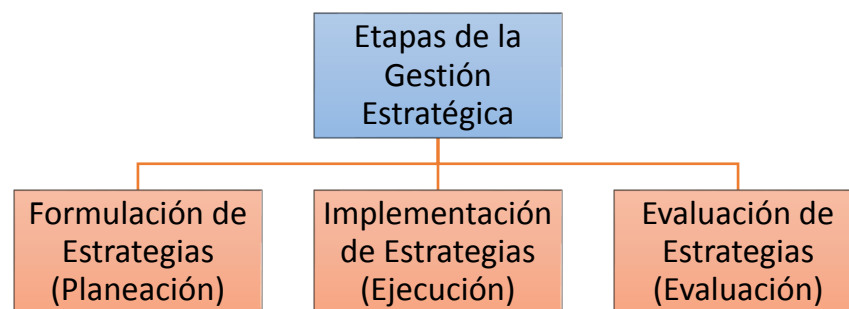 Etapas de la
Gestión
Estratégica
Formulación de
Estrategias
(Planeación)
Implementación
de Estrategias
(Ejecución)
Evaluación de
Estrategias
(Evaluación)